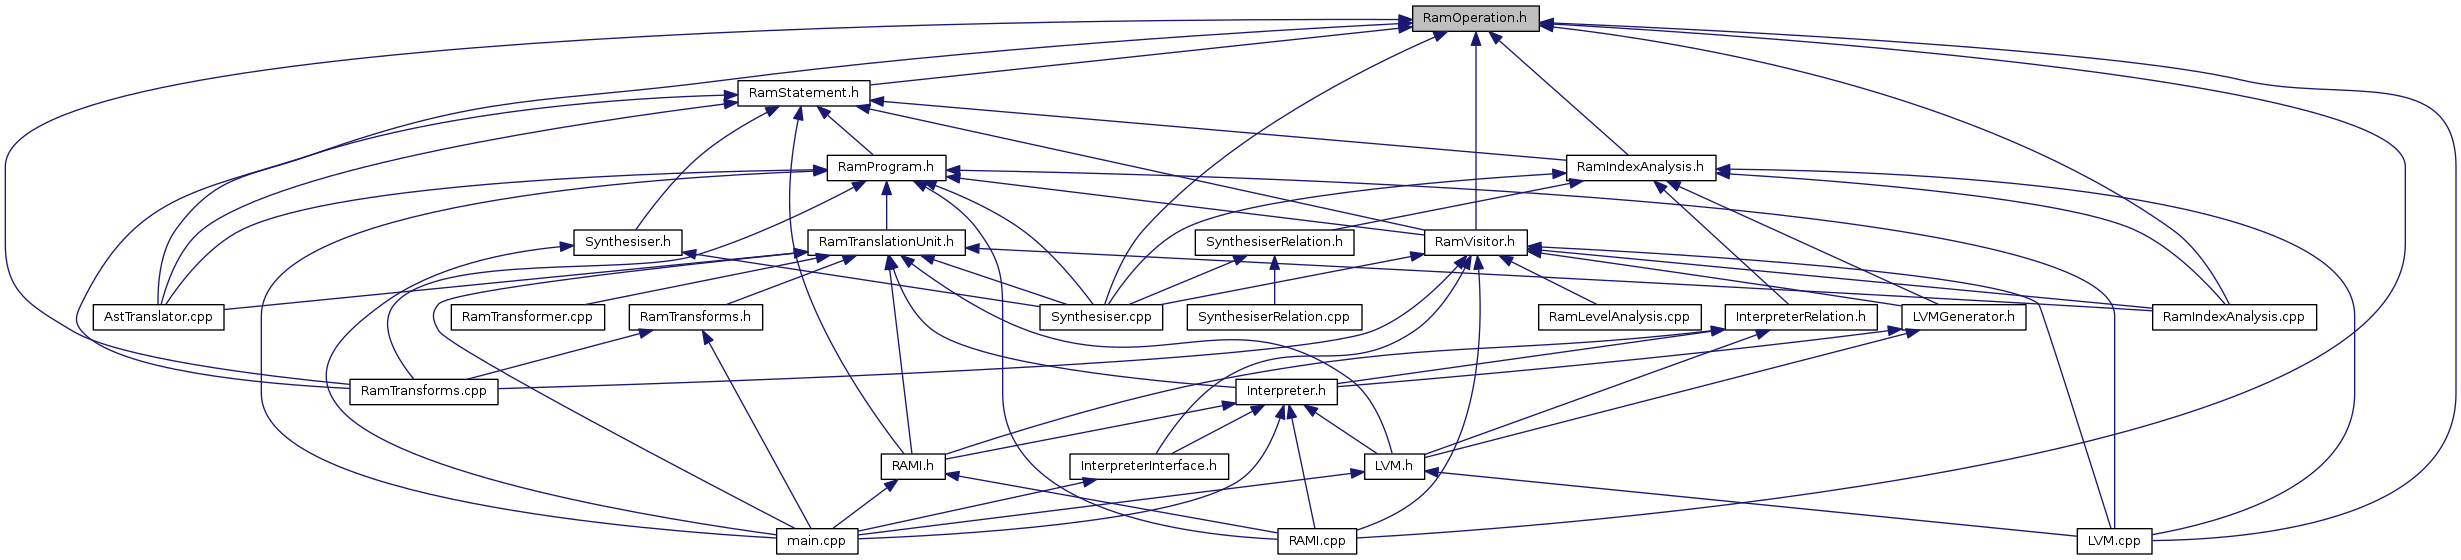 RamOperation.h
RamStatement.h
RamProgram.h
RamIndexAnalysis.h
Synthesiser.h
RamTranslationUnit.h
SynthesiserRelation.h
RamVisitor.h
AstTranslator.cpp
RamTransformer.cpp
RamTransforms.h
Synthesiser.cpp
SynthesiserRelation.cpp
RamLevelAnalysis.cpp
InterpreterRelation.h
LVMGenerator.h
RamIndexAnalysis.cpp
RamTransforms.cpp
Interpreter.h
RAMI.h
InterpreterInterface.h
LVM.h
main.cpp
RAMI.cpp
LVM.cpp